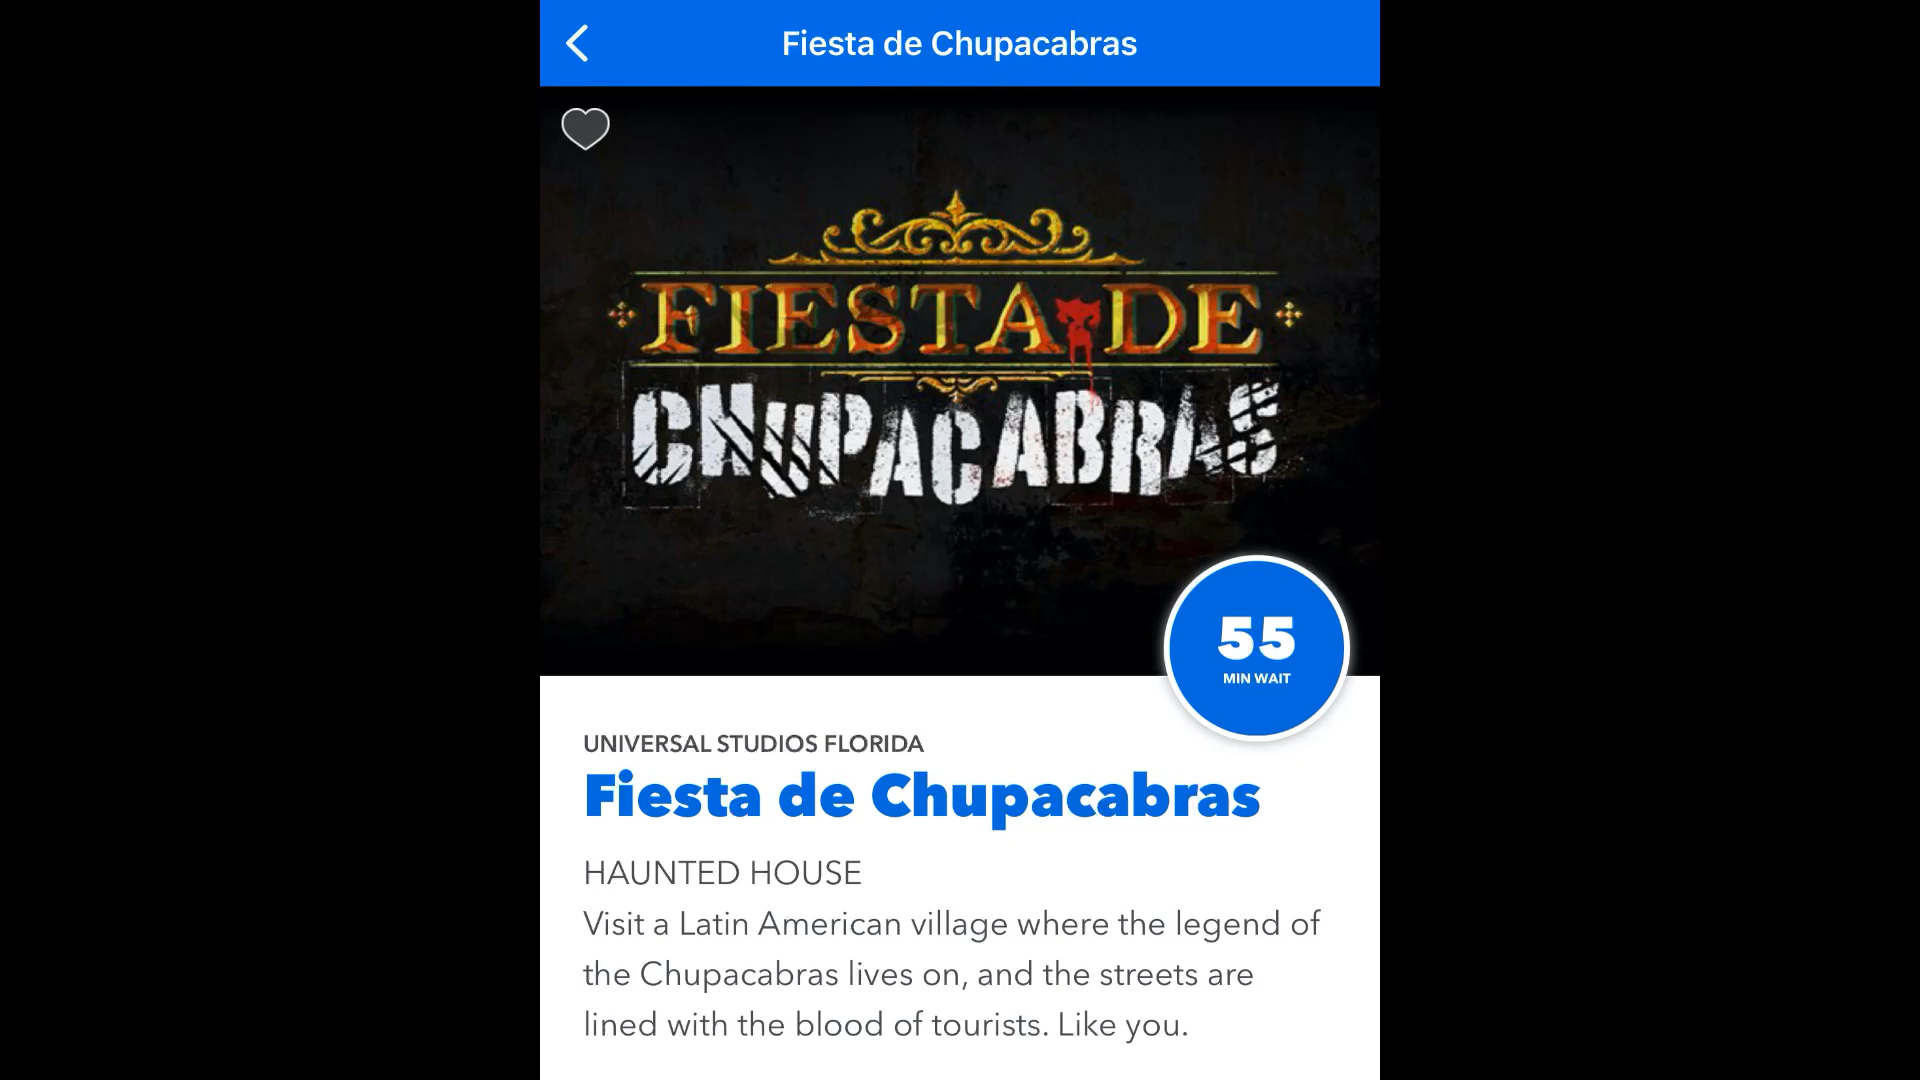 Fiesta de Chupacabras
FIESTA DE
CHUPACABRAS
55
MIN WAIT
UNIVERSAL STUDIOS FLORIDA
Fiesta de Chupacabras
HAUNTED HOUSE
Visit a Latin American village where the legend of
the Chupacabras lives on, and the streets are
lined with the blood of tourists. Like you.